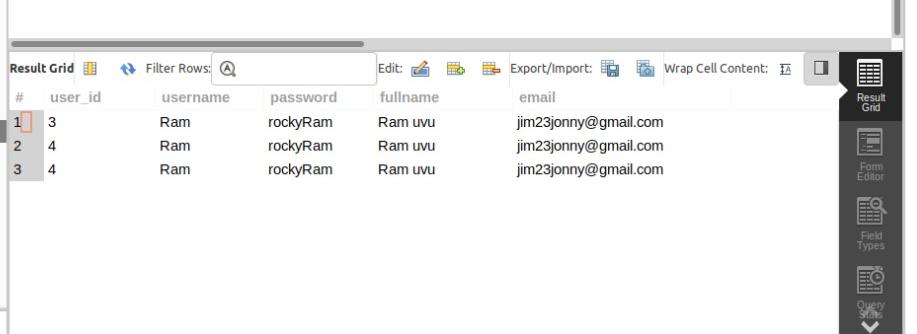 Result Grid Filter Rows: Edit: Export/Import: Wrap Cell Content:
# user_id username password fullname email
1 3 Ram rockyRam Ram uvu jim23jonny@gmail.com
2 4 Ram rockyRam Ram uvu jim23jonny@gmail.com
3 4 Ram rockyRam Ram uvu jim23jonny@gmail.com
Result
Grid
Form
Editor
Field
Types
Query
Stats